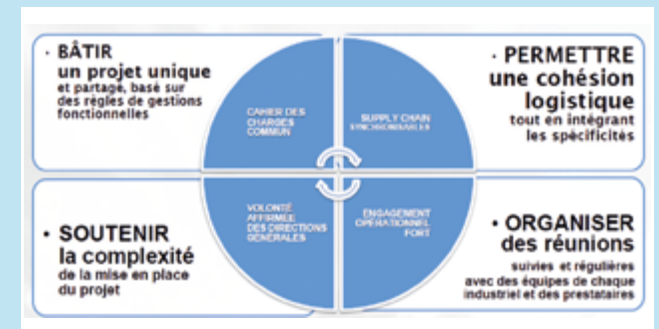 · BÂTIR
un projet unique
et partagé, basé sur
des règles de gestions
fonctionnelles
CAHIER DES
CHARGES
COMMUN
SUPPLY CHAIN
SYNCHRONISABLES
· PERMETTRE
une cohésion
logistique
tout en intégrant
les spécificités
• SOUTENIR
la complexité
de la mise en place
du projet
VOLONTÉ
AFFIRMÉE
DES DIRECTIONS
GÉNÉRALES
ENGAGEMENT
OPÉRATIONNEL
FORT
• ORGANISER
des réunions
suivies et régulières
avec des équipes de chaque
industriel et des prestataires